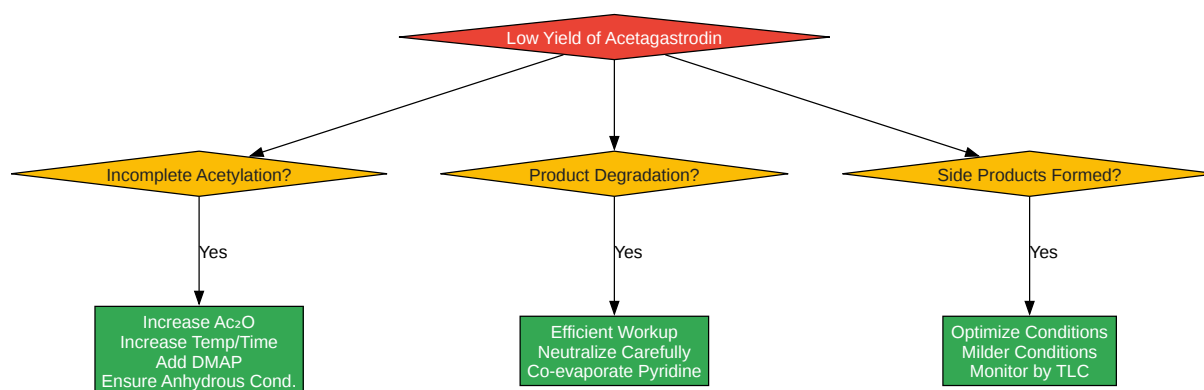 Low Yield of Acetagastrodin
Incomplete Acetylation?
Product Degradation?
Side Products Formed?
Yes
Yes
Yes
Increase Ac₂O
Increase Temp/Time
Add DMAP
Ensure Anhydrous Cond.
Efficient Workup
Neutralize Carefully
Co-evaporate Pyridine
Optimize Conditions
Milder Conditions
Monitor by TLC